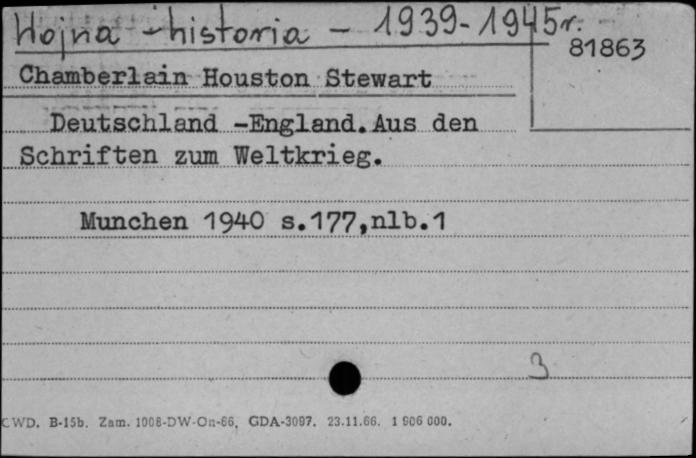 Wojna - historia - 1939-1945r.
81863
Chamberlain Houston Stewart
Deutschland -England.Aus den
Schriften zum Weltkrieg.
Munchen 1940 s.177,nlb.1
3
CWD. B-15b. Zam. 1008-DW-On-66, GDA-3097. 23.11.66. 1 906 000.